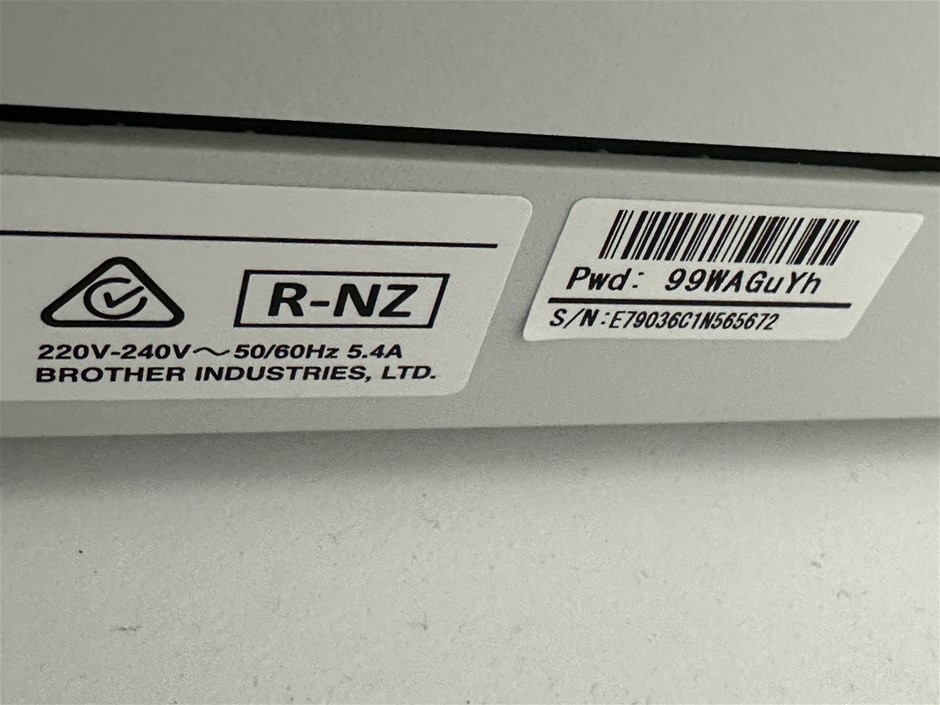 R-NZ
220V-240V～50/60Hz 5.4A
BROTHER INDUSTRIES, LTD.
Pwd: 99WAGuYh
S/N:E79036C1N565672